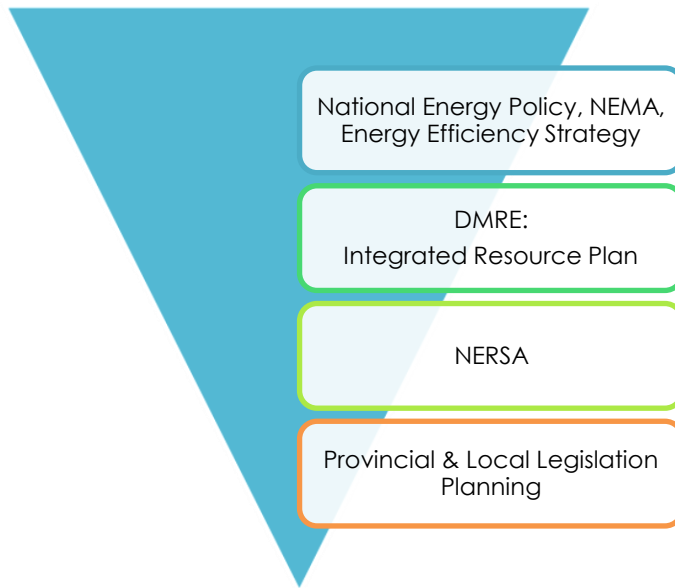 National Energy Policy, NEMA,
Energy Efficiency Strategy
DMRE:
Integrated Resource Plan
NERSA
Provincial & Local Legislation
Planning